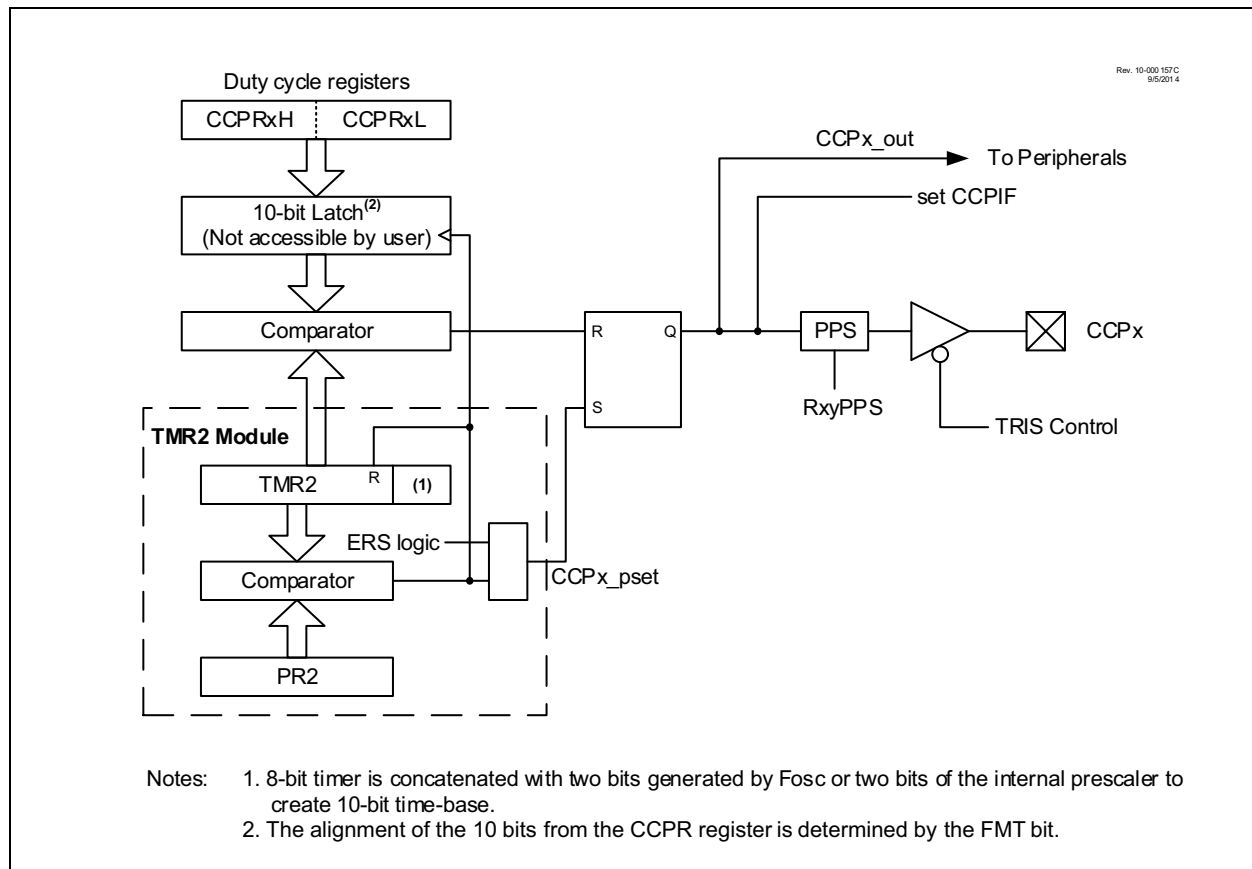 Rev. 10-000 157C
9/5/201 4
Duty cycle registers
CCPRxH CCPRxL
CCPx_out
To Peripherals
set CCPIF
10-bit Latch(2)
(Not accessible by user)
Comparator
R Q
PPS
CCPx
RxyPPS
S
TRIS Control
TMR2 Module
R
TMR2 (1)
ERS logic
CCPx_pset
Comparator
PR2
Notes: 1. 8-bit timer is concatenated with two bits generated by Fosc or two bits of the internal prescaler to
create 10-bit time-base.
2. The alignment of the 10 bits from the CCPR register is determined by the FMT bit.